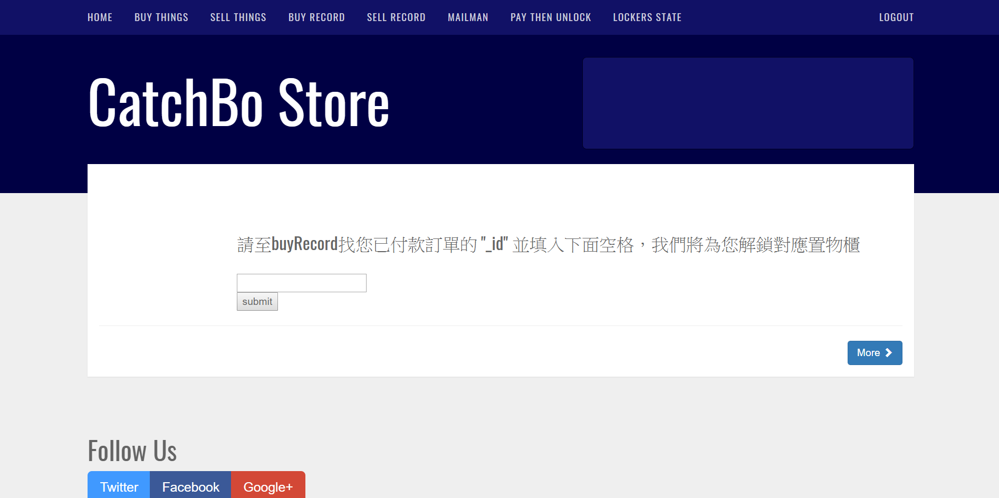 HOME BUY THINGS SELL THINGS BUY RECORD SELL RECORD MAILMAN PAY THEN UNLOCK LOCKERS STATE LOGOUT
CatchBo Store
請至buyRecord找您已付款訂單的 "_id" 並填入下面空格，我們將為您解鎖對應置物櫃
submit
More
Follow Us
Twitter Facebook Google+